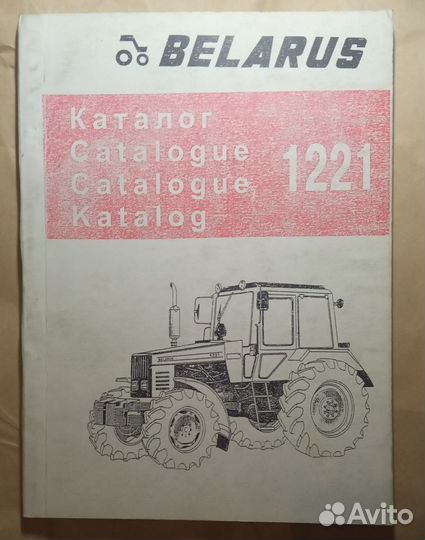 BELARUS
Каталог
Catalogue
Catalogue
Katalog
1221
BELARUS
1221
Avito